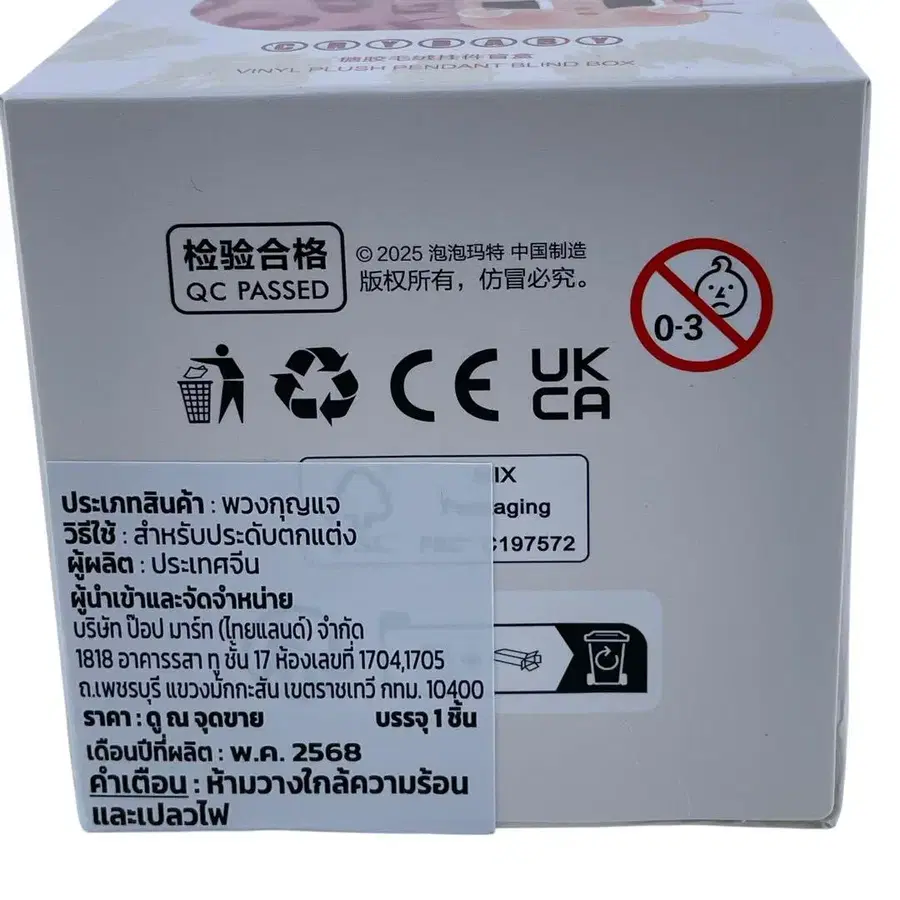 CRYBABY
搪胶毛绒挂件盲盒
VINYL PLUSH PENDANT BLIND BOX
检验合格
QC PASSED
© 2025 泡泡玛特 中国制造
版权所有，仿冒必究。
0-3
CE
UK
CA
IX
aging
C197572
ประเภทสินค้า : พวงกุญแจ
วิธีใช้ : สำหรับประดับตกแต่ง
ผู้ผลิต : ประเทศจีน
ผู้นำเข้าและจัดจำหน่าย
บริษัท ป๊อป มาร์ท (ไทยแลนด์) จำกัด
1818 อาคารรสา ทู ชั้น 17 ห้องเลขที่ 1704,1705
ถ.เพชรบุรี แขวงมักกะสัน เขตราชเทวี กทม. 10400
ราคา : ดู ณ จุดขาย บรรจุ 1 ชิ้น
เดือนปีที่ผลิต : พ.ค. 2568
คำเตือน : ห้ามวางใกล้ความร้อน
และเปลวไฟ